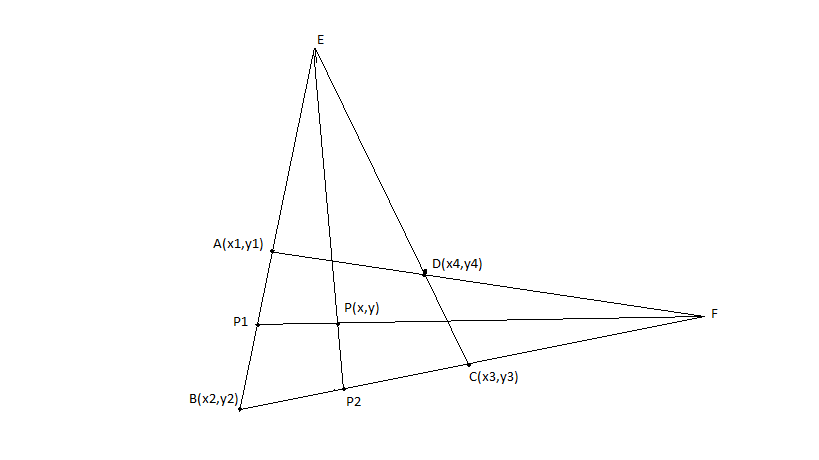 E
A(x1,y1)
D(x4,y4)
P(x,y)
F
P1
C(x3,y3)
B(x2,y2)
P2